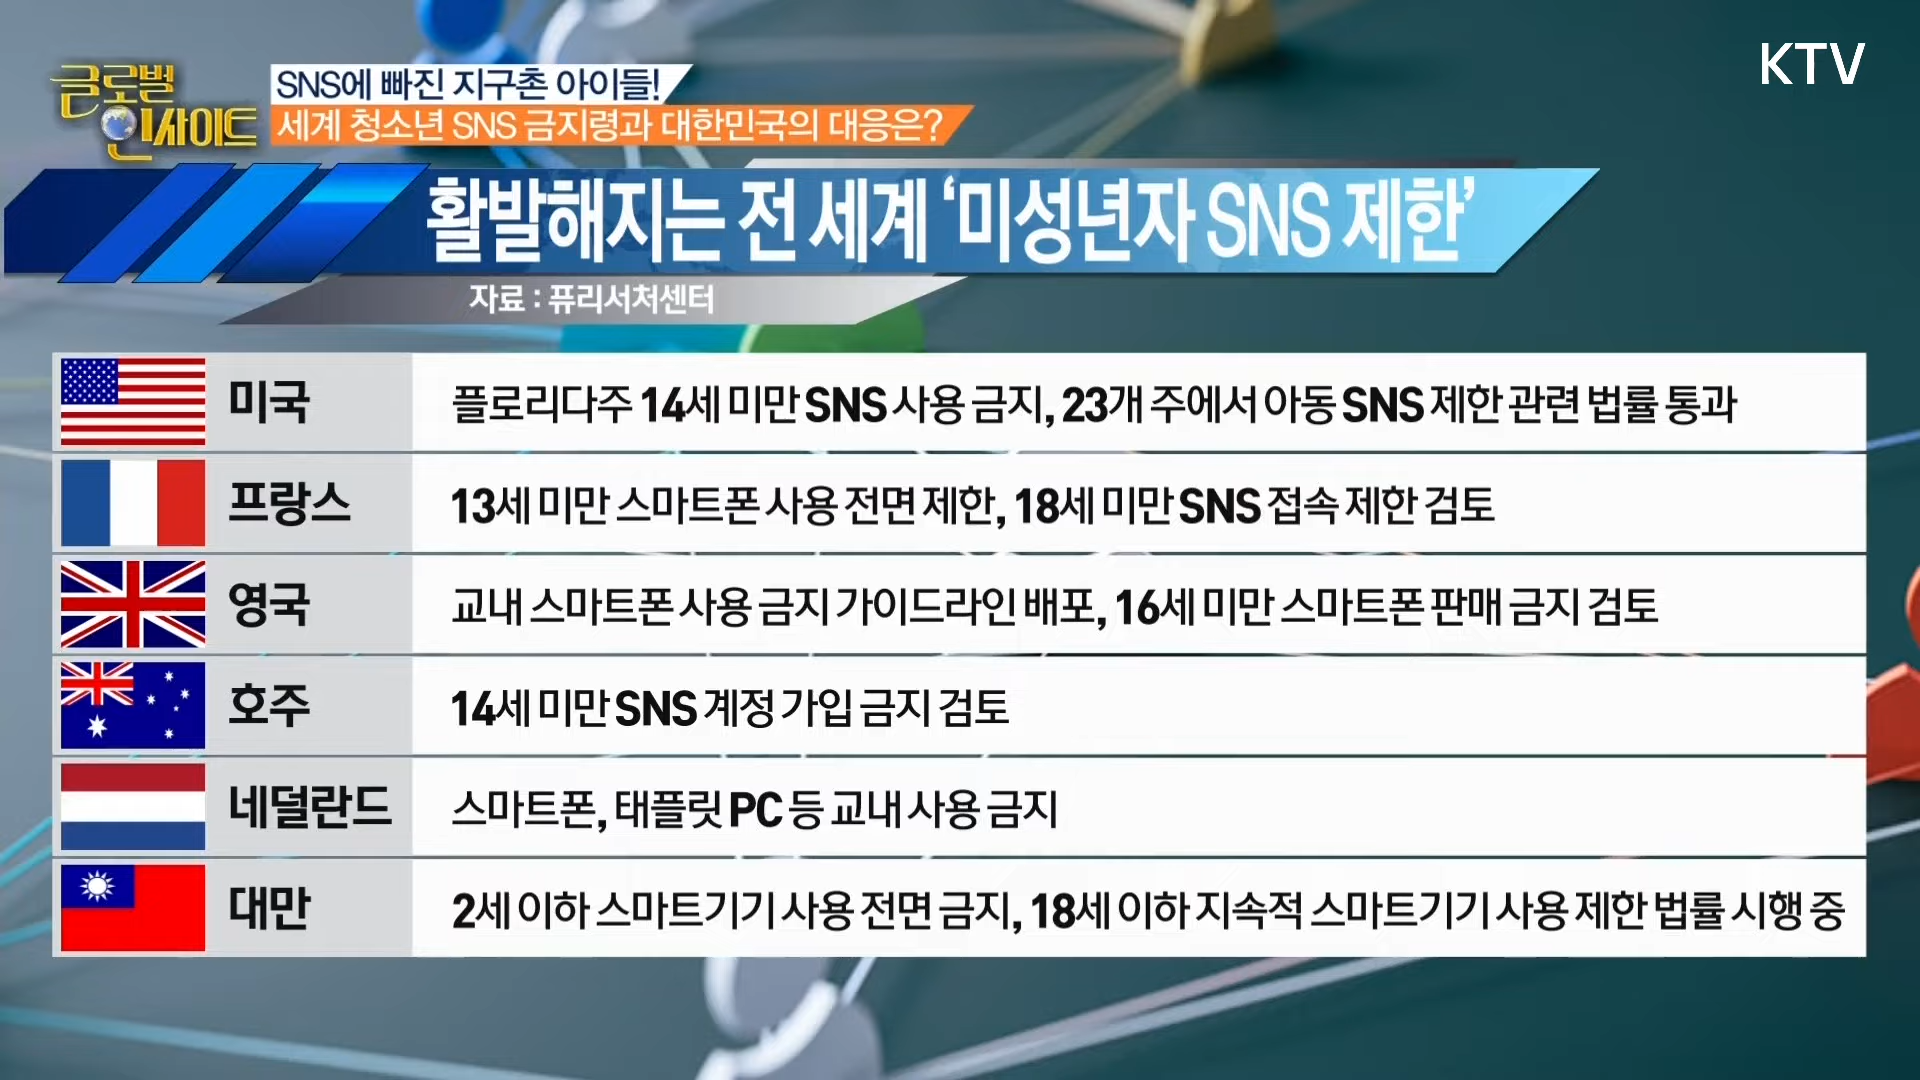 KTV
글로벌
인사이트
SNS에 빠진 지구촌 아이들!
세계 청소년 SNS 금지령과 대한민국의 대응은?
활발해지는 전 세계 ‘미성년자 SNS 제한’
자료 : 퓨리서처센터
미국 플로리다주 14세 미만 SNS 사용 금지, 23개 주에서 아동 SNS 제한 관련 법률 통과
프랑스 13세 미만 스마트폰 사용 전면 제한, 18세 미만 SNS 접속 제한 검토
영국 교내 스마트폰 사용 금지 가이드라인 배포, 16세 미만 스마트폰 판매 금지 검토
호주 14세 미만 SNS 계정 가입 금지 검토
네덜란드 스마트폰, 태플릿 PC 등 교내 사용 금지
대만 2세 이하 스마트기기 사용 전면 금지, 18세 이하 지속적 스마트기기 사용 제한 법률 시행 중